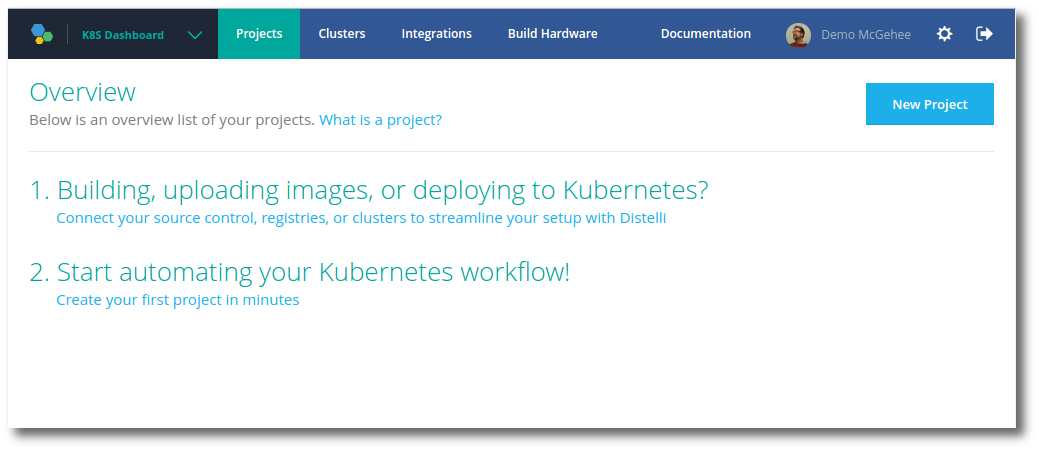 K8S Dashboard
Projects
Clusters
Integrations
Build Hardware
Documentation
Demo McGehee
Overview
Below is an overview list of your projects. What is a project?
New Project
1. Building, uploading images, or deploying to Kubernetes?
Connect your source control, registries, or clusters to streamline your setup with Distelli
2. Start automating your Kubernetes workflow!
Create your first project in minutes